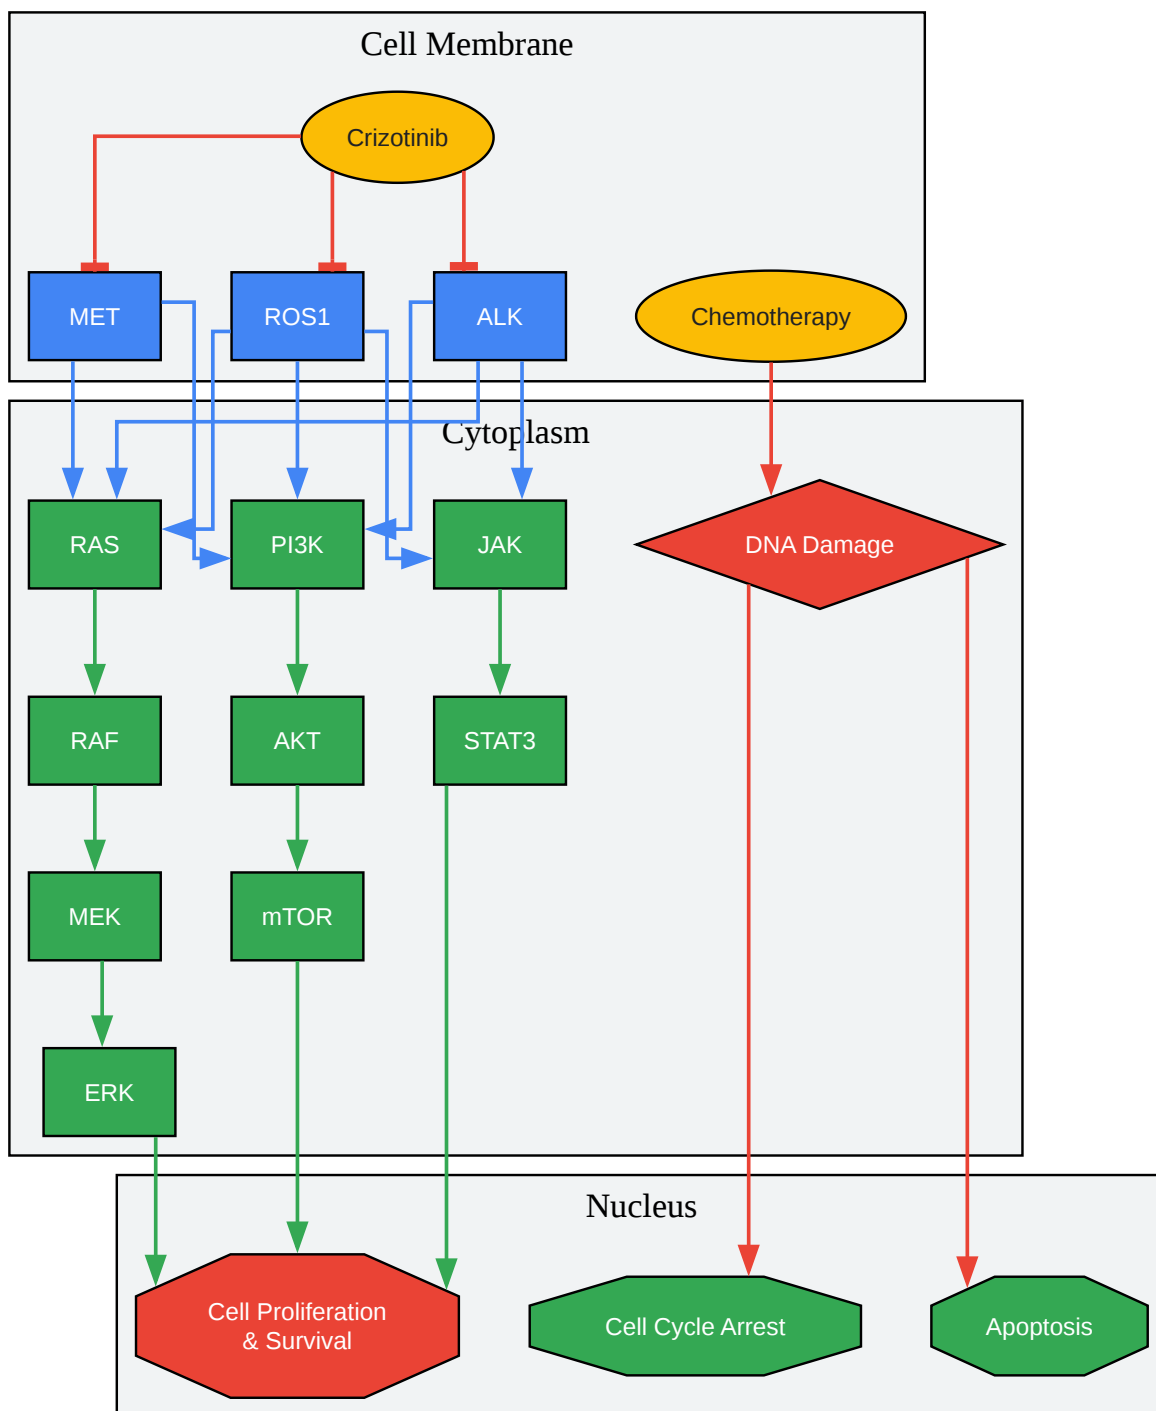 Cell Membrane
Crizotinib
MET
ROS1
ALK
Chemotherapy
Cytoplasm
RAS
PI3K
JAK
DNA Damage
RAF
AKT
STAT3
MEK
mTOR
ERK
Nucleus
Cell Proliferation
& Survival
Cell Cycle Arrest
Apoptosis